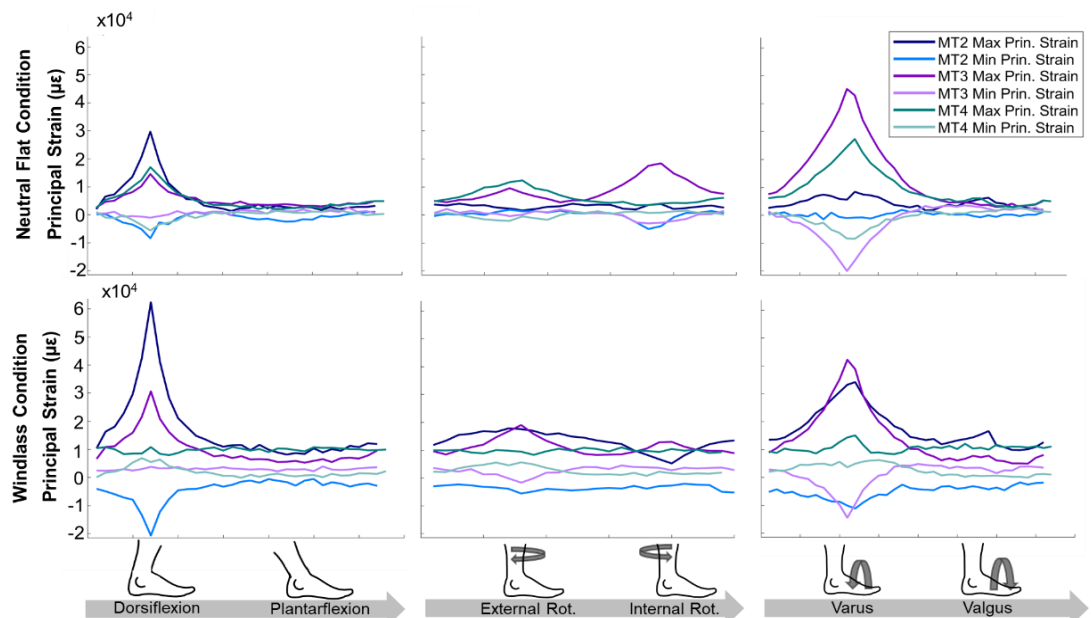 x10⁴
6
5
4
3
2
1
0
-1
-2
Neutral Flat Condition
Principal Strain (µε)
MT2 Max Prin. Strain
MT2 Min Prin. Strain
MT3 Max Prin. Strain
MT3 Min Prin. Strain
MT4 Max Prin. Strain
MT4 Min Prin. Strain
x10⁴
6
5
4
3
2
1
0
-1
-2
Windlass Condition
Principal Strain (µε)
Dorsiflexion Plantarflexion External Rot. Internal Rot. Varus Valgus